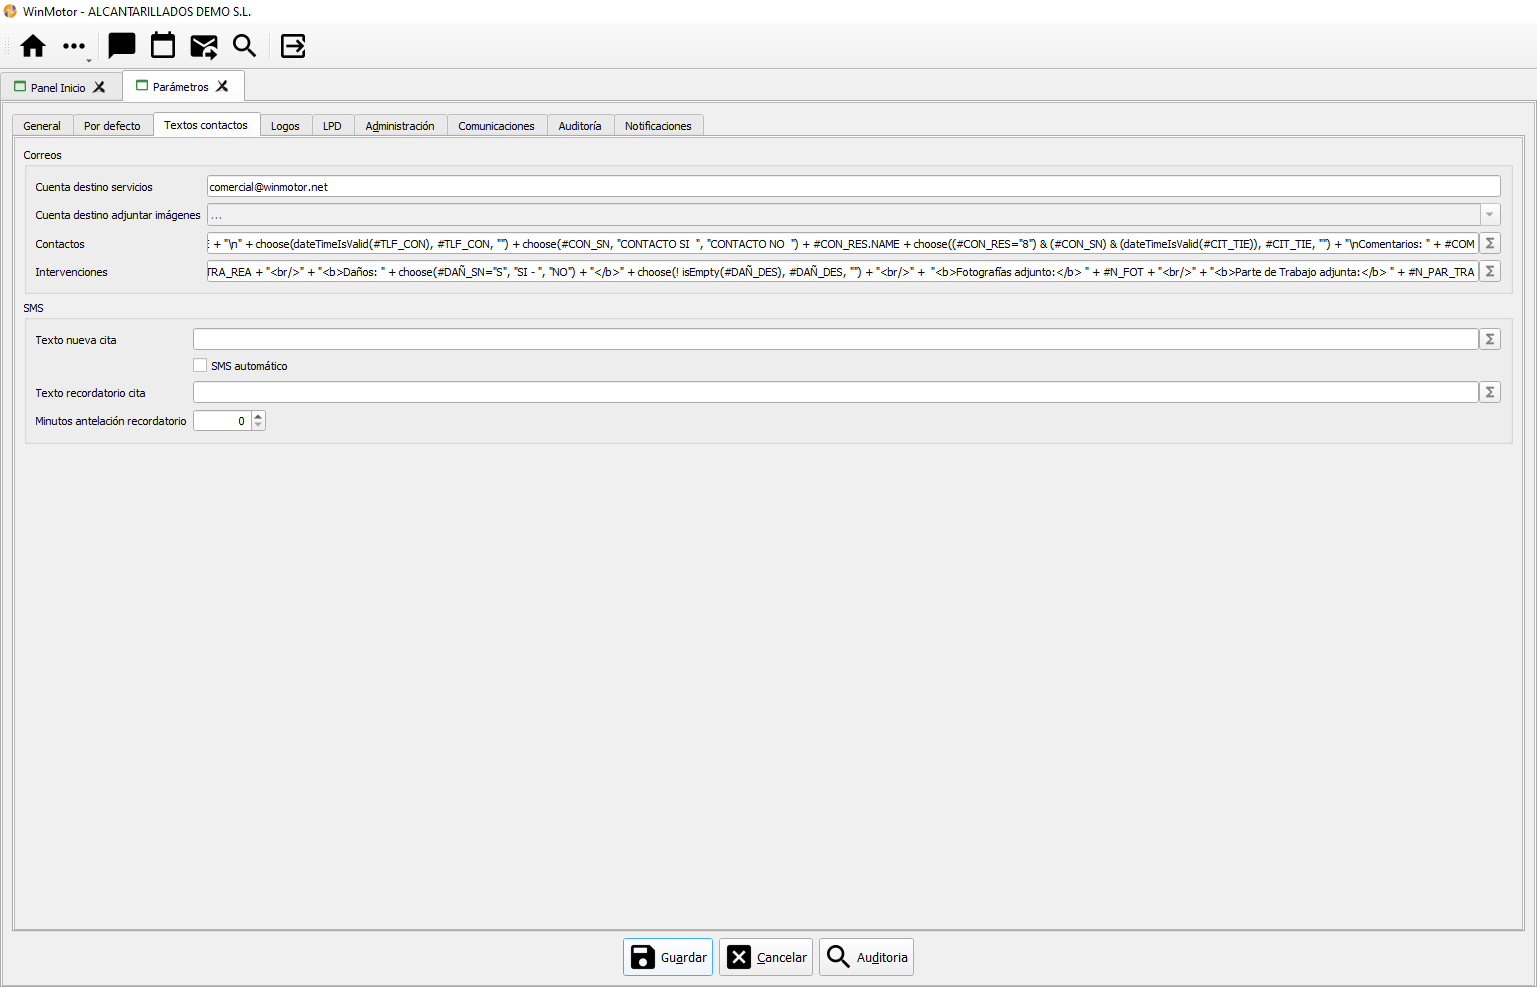 WinMotor - ALCANTARILLADOS DEMO S.L.
Panel Inicio
Parámetros
General
Por defecto
Textos contactos
Logos
LPD
Administración
Comunicaciones
Auditoría
Notificaciones
Correos
Cuenta destino servicios
comercial@winmotor.net
Cuenta destino adjuntar imágenes
...
Contactos
+ "\n" + choose(dateTimeIsValid(#TLF_CON), #TLF_CON, "") + choose(#CON_SN, "CONTACTO SI  ", "CONTACTO NO  ") + #CON_RES.NAME + choose((#CON_RES="8") & (#CON_SN) & (dateTimeIsValid(#CIT_TIE)), #CIT_TIE, "") + "\nComentarios: " + #COM
Intervenciones
TRA_REA + "<br/>" + "<b>Daños: " + choose(#DAÑ_SN="S", "SI - ", "NO") + "</b>" + choose(! isEmpty(#DAÑ_DES), #DAÑ_DES, "") + "<br/>" +  "<b>Fotografías adjunto:</b> " + #N_FOT + "<br/>" + "<b>Parte de Trabajo adjunta:</b> " + #N_PAR_TRA
SMS
Texto nueva cita
SMS automático
Texto recordatorio cita
Minutos antelación recordatorio
0
Guardar
Cancelar
Auditoria